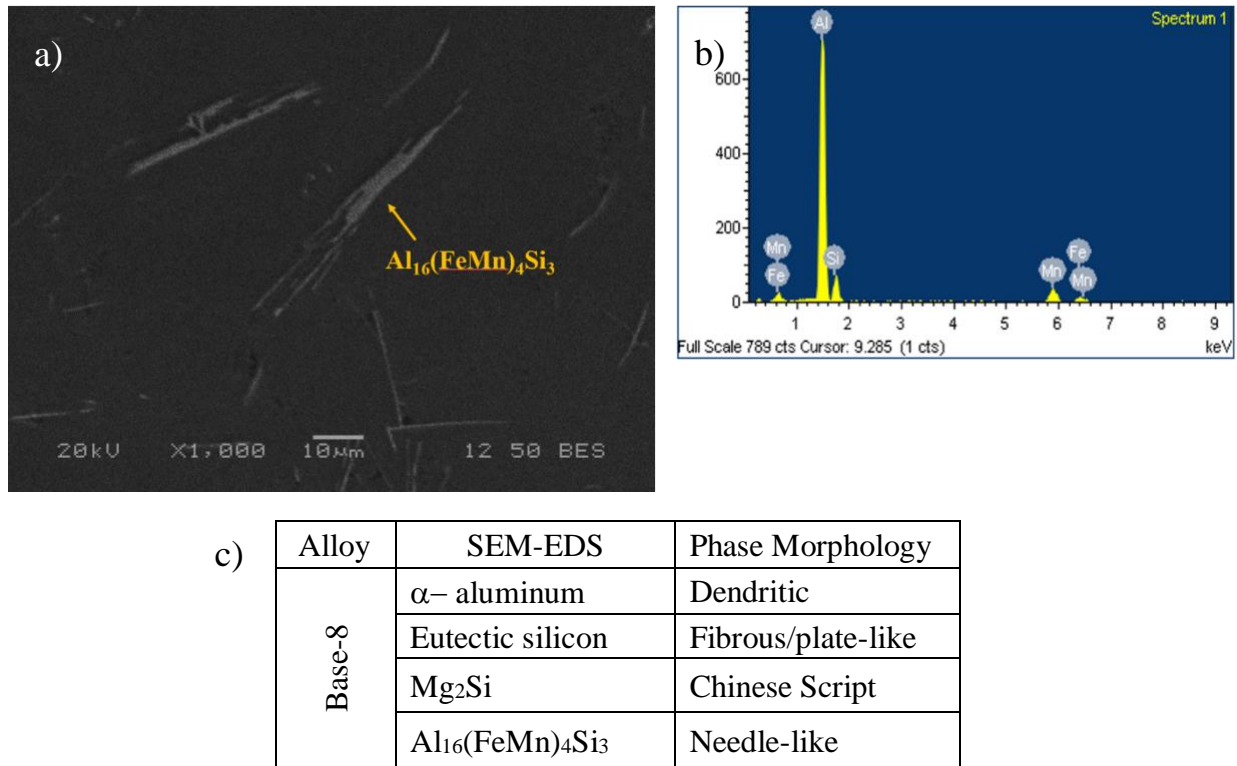 a)
Al₁₆(FeMn)₄Si₃
20kV X1,000 10μm 12 50 BES
b)
Spectrum 1
Al
Mn
Fe
Si
Mn
Fe
Mn
600
400
200
0
1 2 3 4 5 6 7 8 9
Full Scale 789 cts Cursor: 9.285 (1 cts) keV
c)
Alloy SEM-EDS Phase Morphology
Base-8
α– aluminum Dendritic
Eutectic silicon Fibrous/plate-like
Mg₂Si Chinese Script
Al₁₆(FeMn)₄Si₃ Needle-like